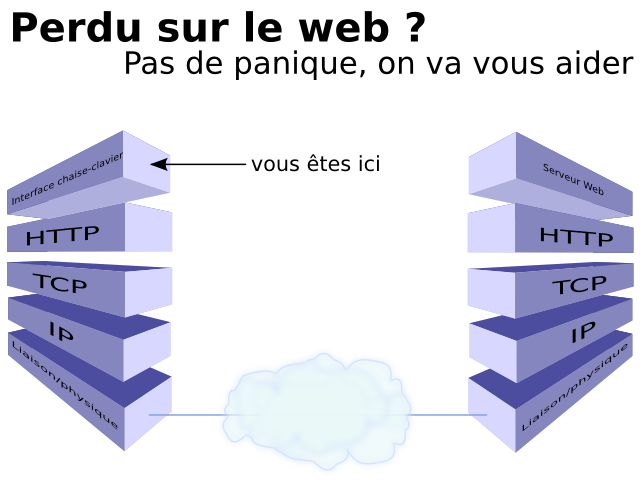 Perdu sur le web ?
Pas de panique, on va vous aider
Interface chaise-clavier
vous êtes ici
Serveur Web
HTTP
HTTP
TCP
TCP
IP
IP
Liaison/physique
Liaison/physique